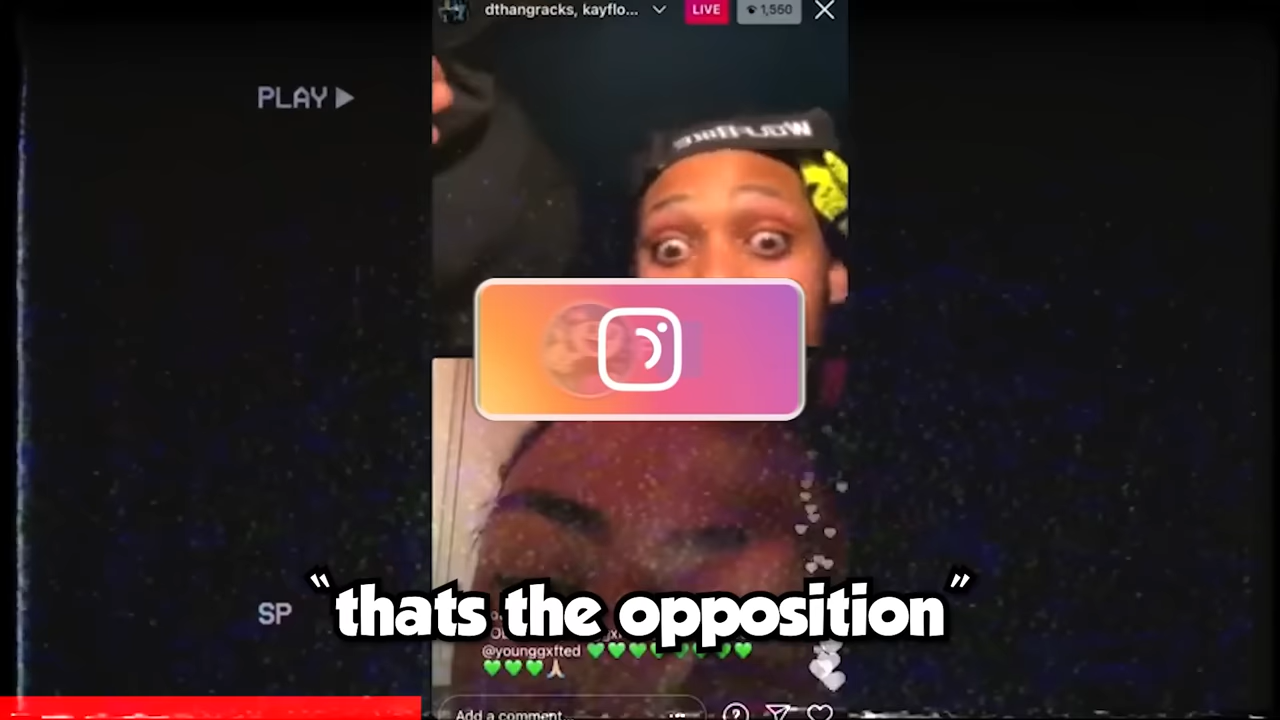 dthangracks, kayflo...
LIVE
1,560
PLAY
SP
"thats the opposition"
@younggxfted 💚💚💚💚💚💚💚💚
💚💚💚🙏🏽
Add a comment...